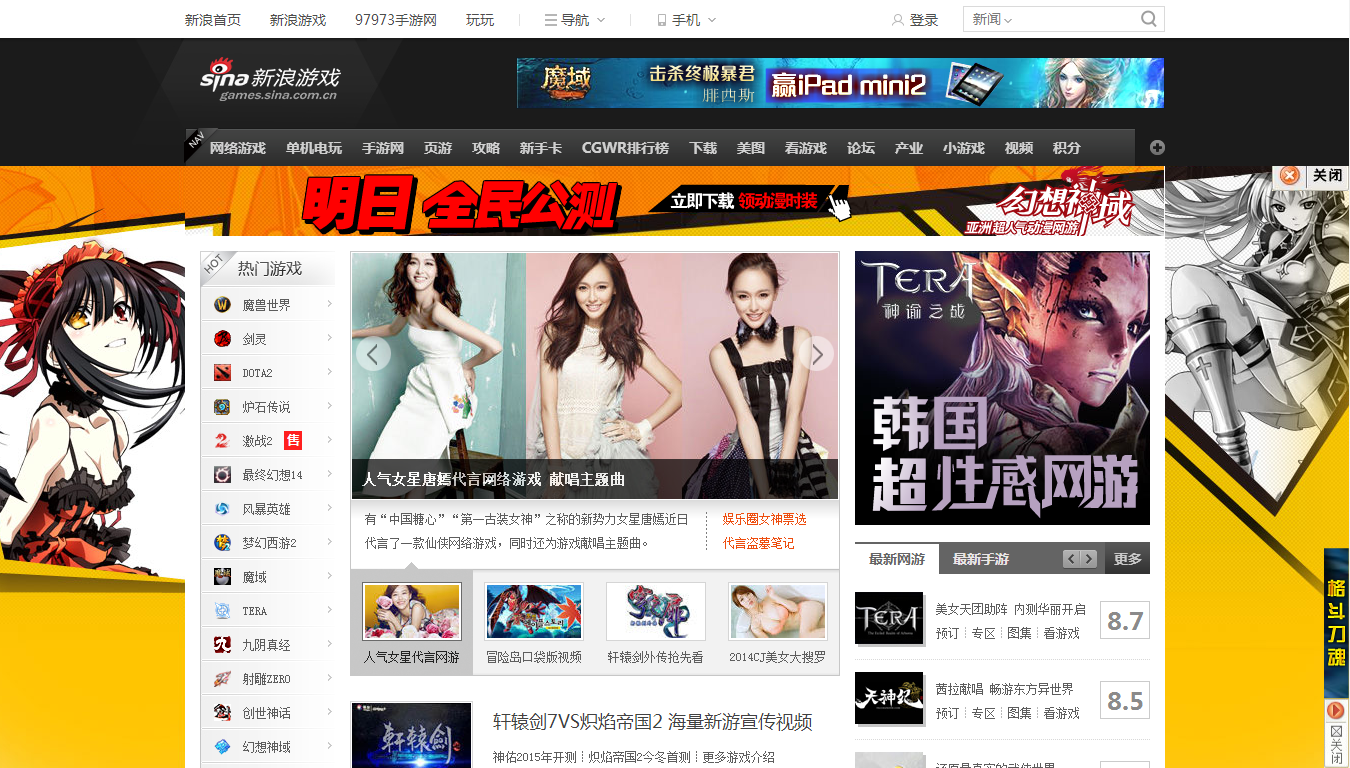 新浪首页 新浪游戏 97973手游网 玩玩 导航 手机 登录 新闻
sina新浪游戏
games.sina.com.cn
魔域 击杀终极暴君 腓西斯 赢iPad mini2
NAV 网络游戏 单机电玩 手游网 页游 攻略 新手卡 CGWR排行榜 下载 美图 看游戏 论坛 产业 小游戏 视频 积分
关闭
明日 全民公测 立即下载 领动漫时装 幻想神域
亚洲超人气动漫网游
HOT 热门游戏
魔兽世界
剑灵
DOTA2
炉石传说
激战2 售
最终幻想14
风暴英雄
梦幻西游2
魔域
TERA
九阴真经
射雕ZERO
创世神话
幻想神域
人气女星唐嫣代言网络游戏 献唱主题曲
有“中国糖心”“第一古装女神”之称的新势力女星唐嫣近日
代言了一款仙侠网络游戏，同时还为游戏献唱主题曲。
娱乐圈女神票选
代言盗墓笔记
人气女星代言网游 冒险岛口袋版视频 轩辕剑外传抢先看 2014CJ美女大搜罗
軒轅劍
轩辕剑7VS炽焰帝国2 海量新游宣传视频
神佑2015年开测 炽焰帝国2今冬首测 更多游戏介绍
TERA
神谕之战
韩国
超性感网游
最新网游 最新手游 更多
TERA
美女天团助阵 内测华丽开启
预订 专区 图集 看游戏
8.7
天神纪
茜拉献唱 畅游东方异世界
预订 专区 图集 看游戏
8.5
还原最真实的武侠世界
格斗刀魂
关闭